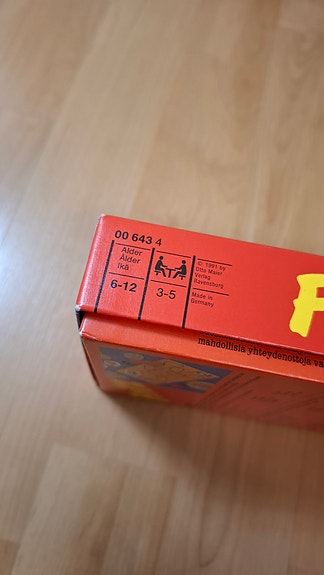 00 643 4
Alder
Ålder
Ikä
6-12
3-5
© 1991 by
Otto Maier
Verlag
Ravensburg
Made in
Germany
F
mahdollisia yhteydenottoja va